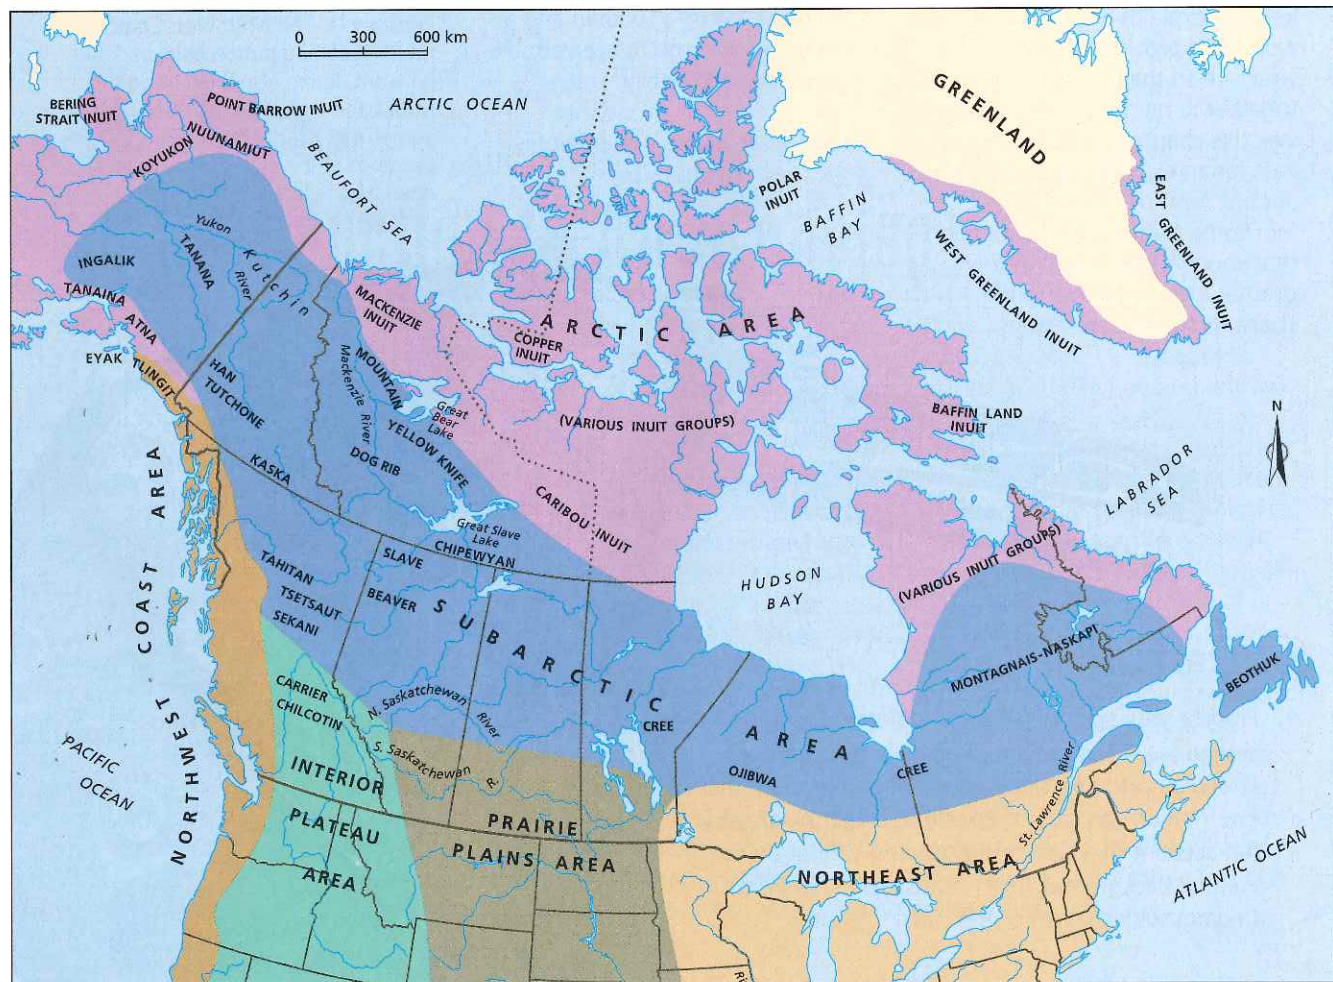 0 300 600 km
BERING
STRAIT INUIT
POINT BARROW INUIT
ARCTIC OCEAN
GREENLAND
KOYUKON
NUUNAMIUT
BEAUFORT SEA
POLAR
INUIT
BAFFIN
BAY
EAST GREENLAND INUIT
WEST GREENLAND INUIT
Yukon
River
Kutchin
TANANA
INGALIK
TANAINA
ATNA
EYAK
TLINGIT
MACKENZIE
INUIT
COPPER
INUIT
ARCTIC AREA
HAN
TUTCHONE
Mackenzie River
MOUNTAIN
Great
Bear
Lake
YELLOW KNIFE
DOG RIB
KASKA
(VARIOUS INUIT GROUPS)
BAFFIN LAND
INUIT
N
LABRADOR
SEA
CARIBOU INUIT
Great Slave
Lake
CHIPEWYAN
SLAVE
BEAVER
TAHITAN
TSETSAUT
SEKANI
HUDSON
BAY
(VARIOUS INUIT GROUPS)
SUBARCTIC AREA
MONTAGNAIS-NASKAPI
BEOTHUK
NORTHWEST COAST AREA
CARRIER
CHILCOTIN
N. Saskatchewan
River
S. Saskatchewan
R.
CREE
OJIBWA
CREE
St. Lawrence River
PACIFIC
OCEAN
INTERIOR
PLATEAU
AREA
PRAIRIE
PLAINS AREA
NORTHEAST AREA
ATLANTIC OCEAN